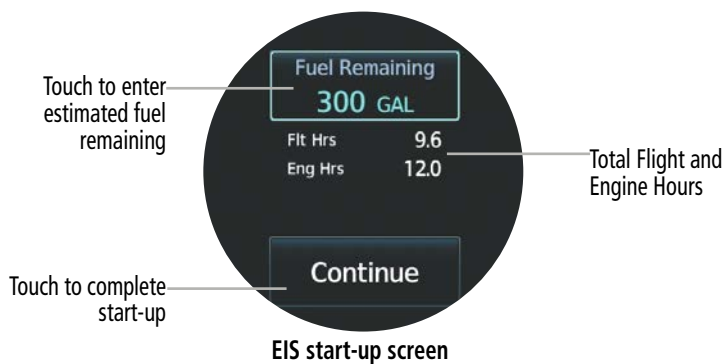 Touch to enter
estimated fuel
remaining
Fuel Remaining
300 GAL
Flt Hrs 9.6
Eng Hrs 12.0
Total Flight and
Engine Hours
Touch to complete
start-up
Continue
EIS start-up screen